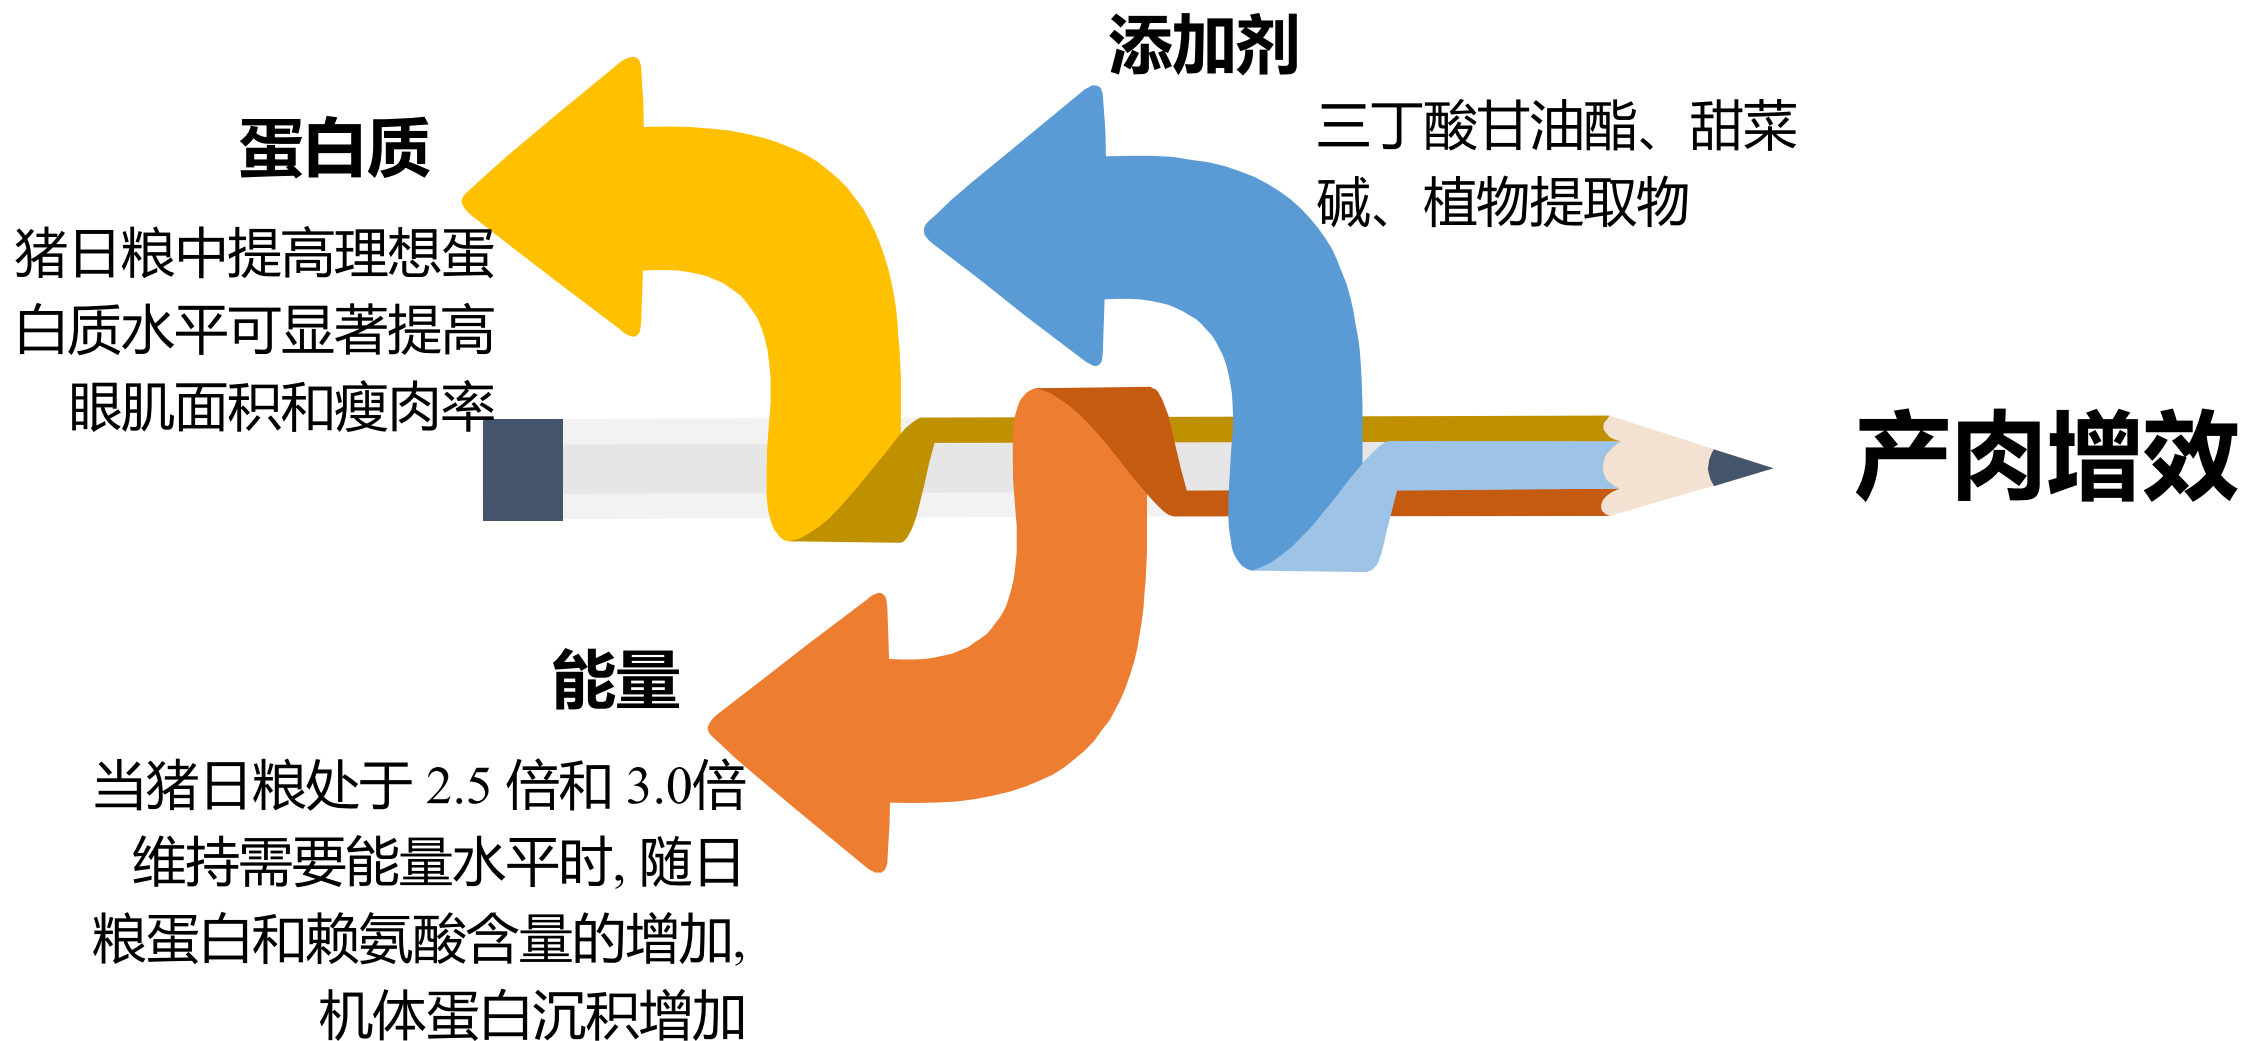 添加剂
三丁酸甘油酯、甜菜
碱、植物提取物
蛋白质
猪日粮中提高理想蛋
白质水平可显著提高
眼肌面积和瘦肉率
产肉增效
能量
当猪日粮处于 2.5 倍和 3.0倍
维持需要能量水平时, 随日
粮蛋白和赖氨酸含量的增加,
机体蛋白沉积增加